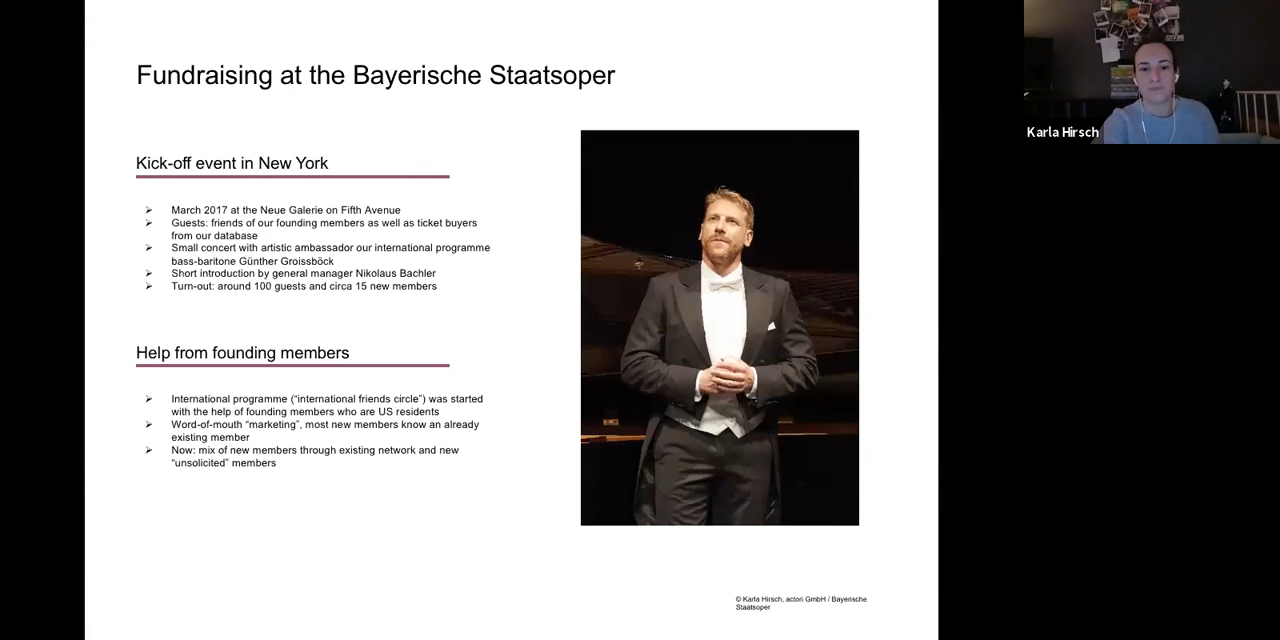 Fundraising at the Bayerische Staatsoper
Kick-off event in New York
➢ March 2017 at the Neue Galerie on Fifth Avenue
➢ Guests: friends of our founding members as well as ticket buyers
from our database
➢ Small concert with artistic ambassador our international programme
bass-baritone Günther Groissböck
➢ Short introduction by general manager Nikolaus Bachler
➢ Turn-out: around 100 guests and circa 15 new members
Help from founding members
➢ International programme (“international friends circle”) was started
with the help of founding members who are US residents
➢ Word-of-mouth “marketing”, most new members know an already
existing member
➢ Now: mix of new members through existing network and new
“unsolicited” members
© Karla Hirsch, actori GmbH / Bayerische
Staatsoper
Karla Hirsch